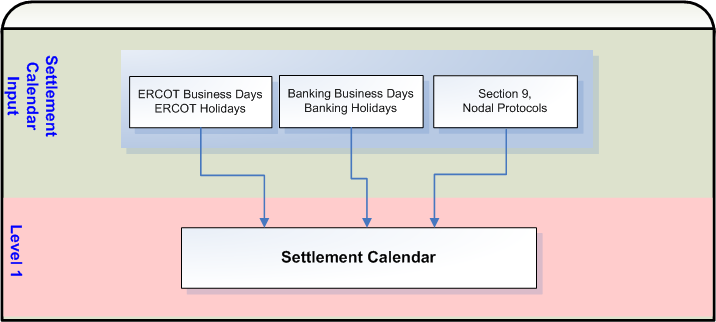 Settlement
Calendar
Input
ERCOT Business Days
ERCOT Holidays
Banking Business Days
Banking Holidays
Section 9,
Nodal Protocols
Level 1
Settlement Calendar